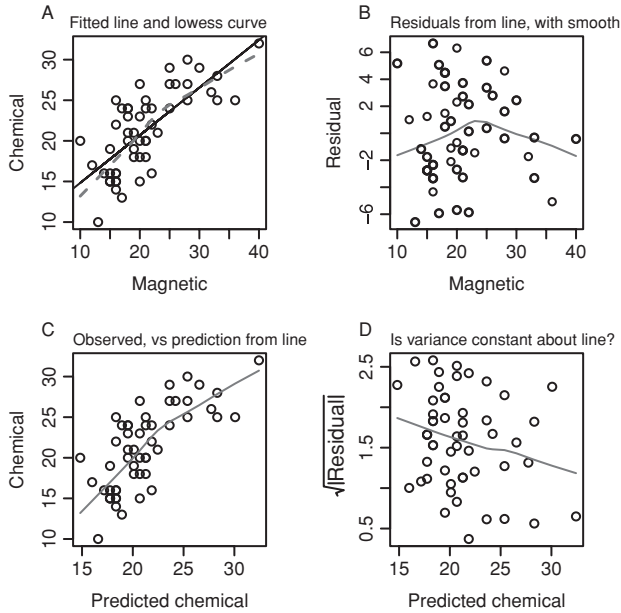 A
Fitted line and lowess curve
30
25
20
15
10
Chemical
10 20 30 40
Magnetic
B
Residuals from line, with smooth
6
2
−2
−6
Residual
10 20 30 40
Magnetic
C
Observed, vs prediction from line
30
25
20
15
10
Chemical
15 20 25 30
Predicted chemical
D
Is variance constant about line?
2.5
1.5
0.5
√|Residual|
15 20 25 30
Predicted chemical